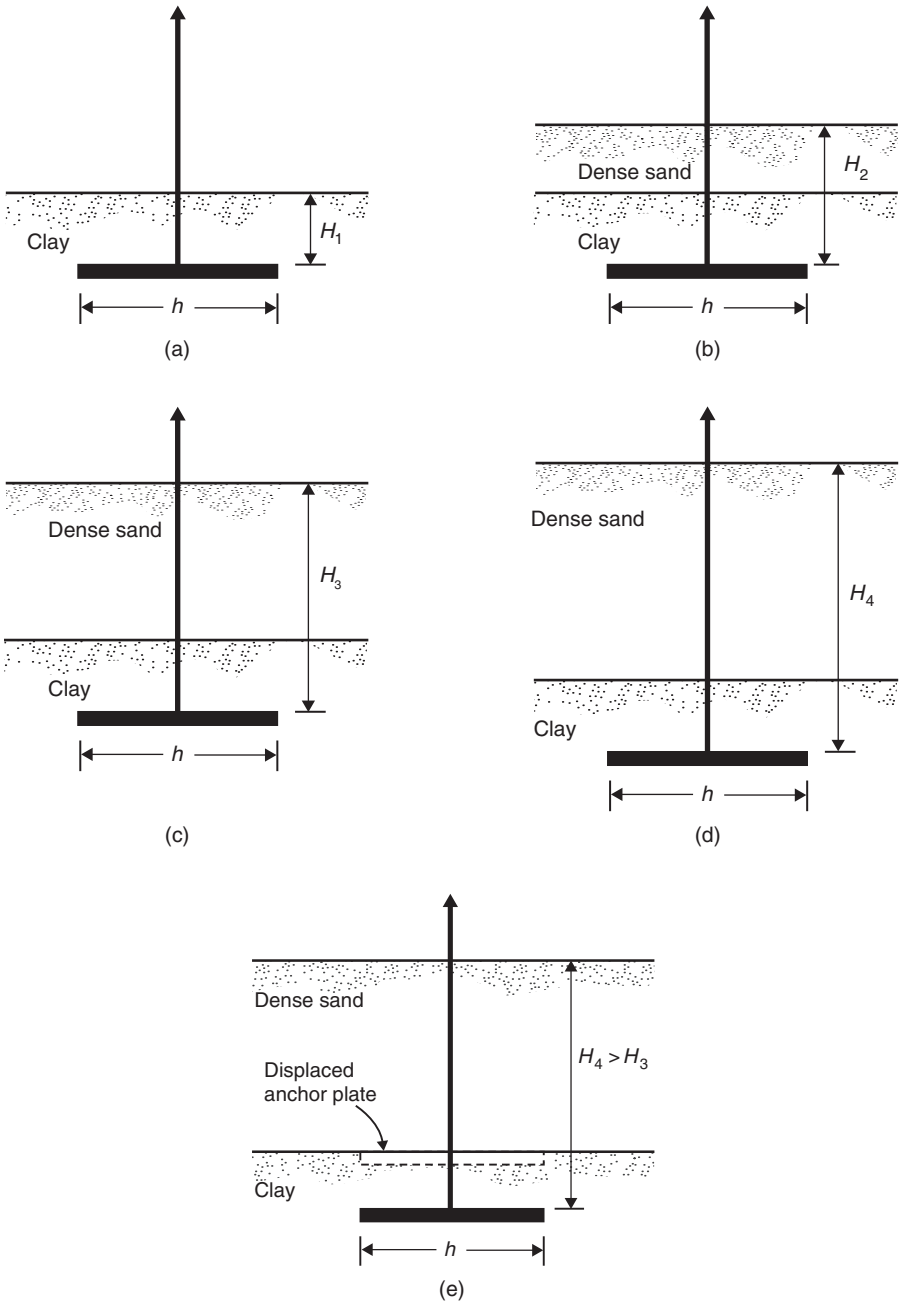 Clay
H1
h
(a)
Dense sand
H2
Clay
h
(b)
Dense sand
H3
Clay
h
(c)
Dense sand
H4
Clay
h
(d)
Dense sand
H4 > H3
Displaced
anchor plate
Clay
h
(e)